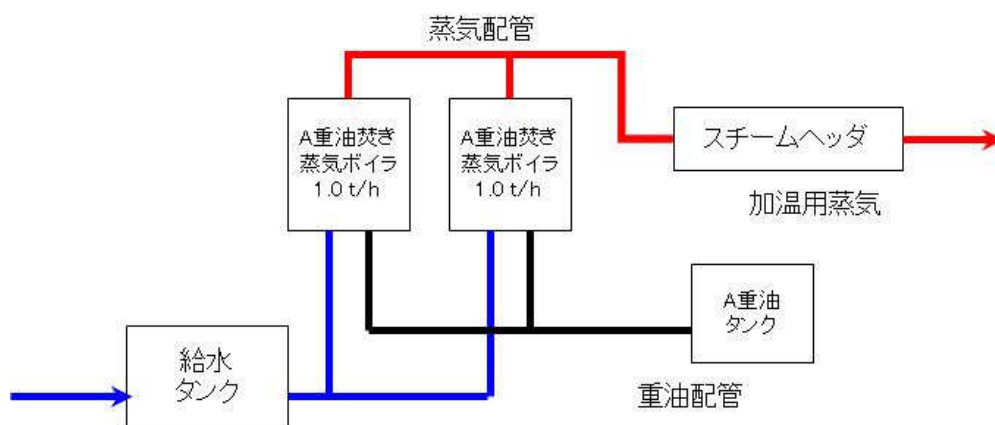 蒸気配管
A重油焚き
蒸気ボイラ
1.0 t/h
A重油焚き
蒸気ボイラ
1.0 t/h
スチームヘッダ
加温用蒸気
A重油
タンク
給水
タンク
重油配管